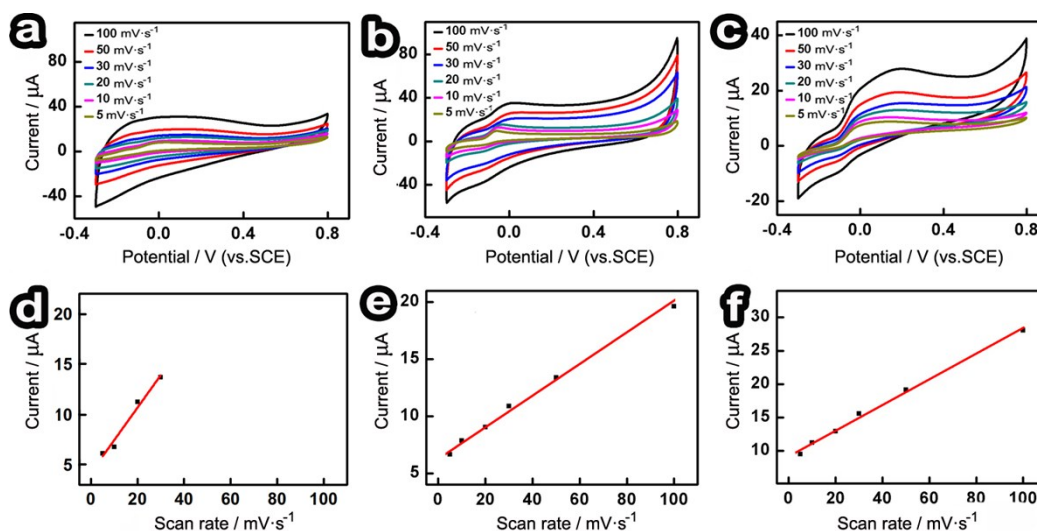 a
100 mV·s⁻¹
50 mV·s⁻¹
30 mV·s⁻¹
20 mV·s⁻¹
10 mV·s⁻¹
5 mV·s⁻¹
80
40
0
-40
Current / μA
-0.4
0.0
0.4
0.8
Potential / V (vs.SCE)
b
100 mV·s⁻¹
50 mV·s⁻¹
30 mV·s⁻¹
20 mV·s⁻¹
10 mV·s⁻¹
5 mV·s⁻¹
80
40
0
-40
Current / μA
-0.4
0.0
0.4
0.8
Potential / V (vs.SCE)
c
100 mV·s⁻¹
50 mV·s⁻¹
30 mV·s⁻¹
20 mV·s⁻¹
10 mV·s⁻¹
5 mV·s⁻¹
40
20
0
-20
Current / μA
-0.4
0.0
0.4
0.8
Potential / V (vs.SCE)
d
20
15
10
5
Current / μA
0
20
40
60
80
100
Scan rate / mV·s⁻¹
e
20
15
10
5
Current / μA
0
20
40
60
80
100
Scan rate / mV·s⁻¹
f
30
20
10
Current / μA
0
20
40
60
80
100
Scan rate / mV·s⁻¹